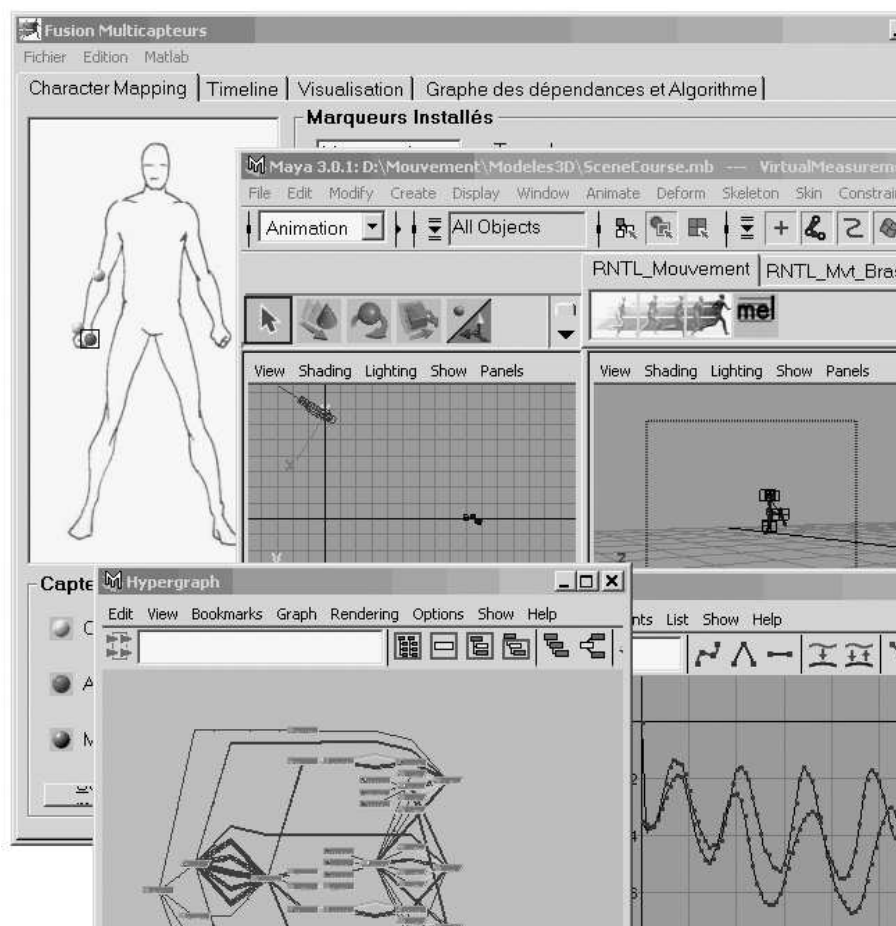 Fusion Multicapteurs
Fichier Edition Matlab
Character Mapping Timeline Visualisation Graphe des dépendances et Algorithme
Marqueurs Installés
Maya 3.0.1: D:\Mouvement\Modeles3D\SceneCourse.mb --- VirtualMeasurem
File Edit Modify Create Display Window Animate Deform Skeleton Skin Constrai
Animation All Objects
RNTL_Mouvement RNTL_Mvt_Bras
mel
View Shading Lighting Show Panels
View Shading Lighting Show Panels
X
Y
Z
Capte
Hypergraph
Edit View Bookmarks Graph Rendering Options Show Help
nts List Show Help
C
A
M
2
4
6